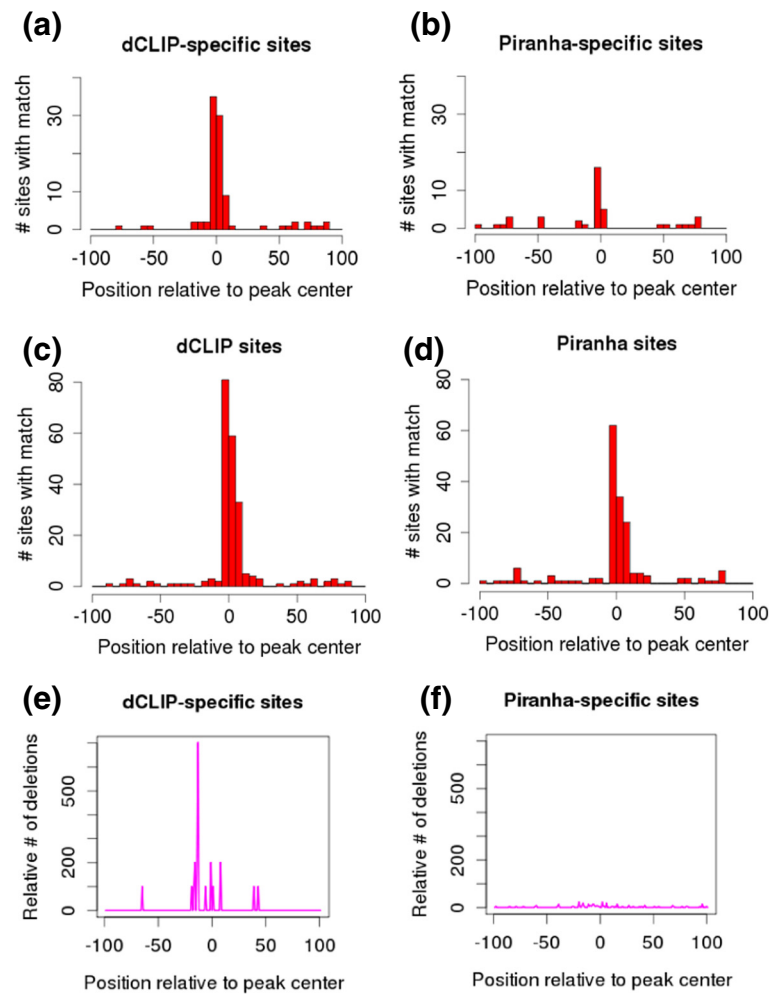 (a)
dCLIP-specific sites
# sites with match
0
10
30
-100 -50 0 50 100
Position relative to peak center
(b)
Piranha-specific sites
# sites with match
0
10
30
-100 -50 0 50 100
Position relative to peak center
(c)
dCLIP sites
# sites with match
0
20
40
60
80
-100 -50 0 50 100
Position relative to peak center
(d)
Piranha sites
# sites with match
0
20
40
60
80
-100 -50 0 50 100
Position relative to peak center
(e)
dCLIP-specific sites
Relative # of deletions
0
200
500
-100 -50 0 50 100
Position relative to peak center
(f)
Piranha-specific sites
Relative # of deletions
0
200
500
-100 -50 0 50 100
Position relative to peak center